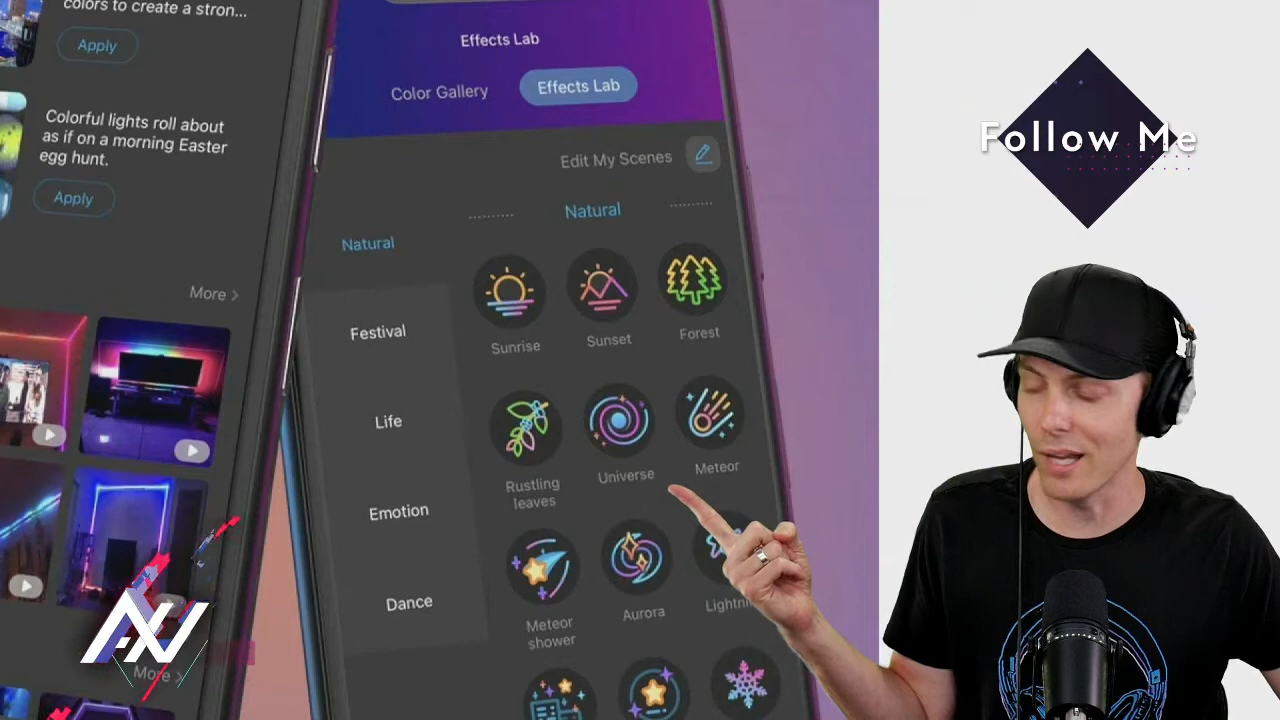 colors to create a stron...
Apply
Colorful lights roll about
as if on a morning Easter
egg hunt.
Apply
More >
More >
Effects Lab
Color Gallery
Effects Lab
Edit My Scenes
Natural
Natural
Festival
Life
Emotion
Dance
Sunrise
Sunset
Forest
Rustling
leaves
Universe
Meteor
Meteor
shower
Aurora
Lightnin
Follow Me